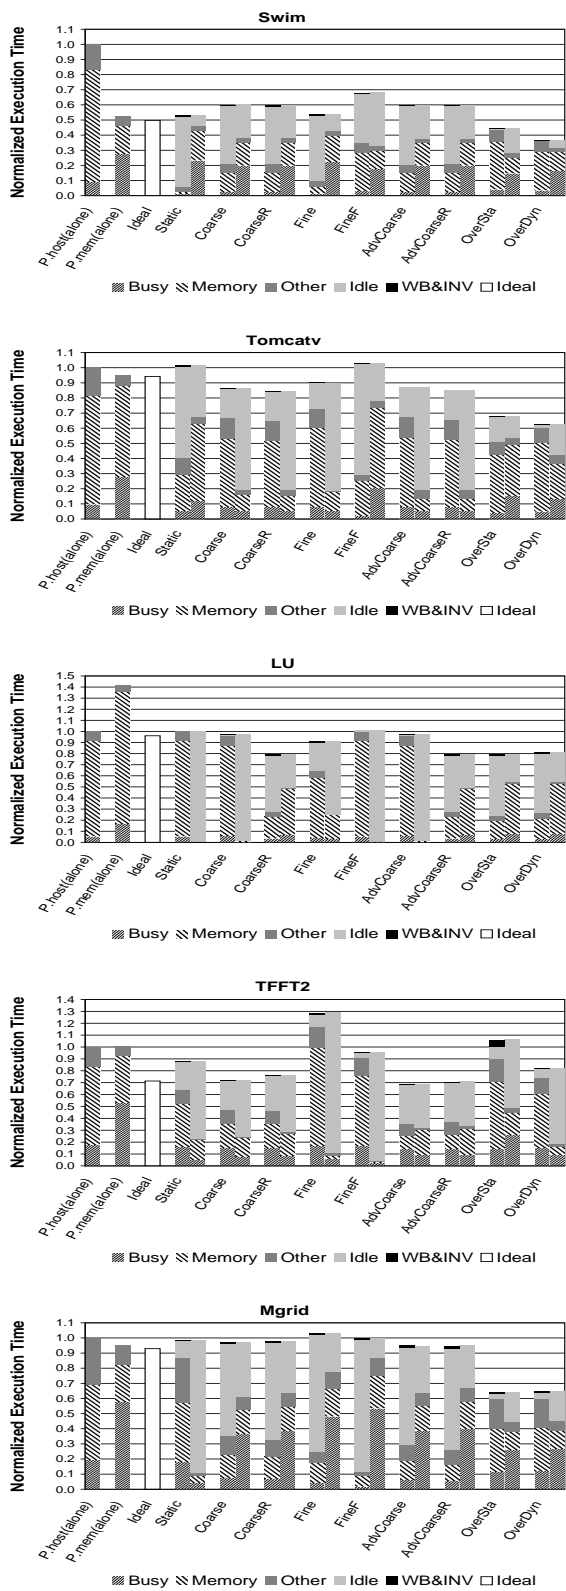 Swim
Normalized Execution Time
1.1
1.0
0.9
0.8
0.7
0.6
0.5
0.4
0.3
0.2
0.1
0.0
P.host(alone)
P.mem(alone)
Ideal
Static
Coarse
CoarseR
Fine
FineF
AdvCoarse
AdvCoarseR
OverSta
OverDyn
Busy Memory Other Idle WB&INV Ideal
Tomcatv
Normalized Execution Time
1.1
1.0
0.9
0.8
0.7
0.6
0.5
0.4
0.3
0.2
0.1
0.0
P.host(alone)
P.mem(alone)
Ideal
Static
Coarse
CoarseR
Fine
FineF
AdvCoarse
AdvCoarseR
OverSta
OverDyn
Busy Memory Other Idle WB&INV Ideal
LU
Normalized Execution Time
1.5
1.4
1.3
1.2
1.1
1.0
0.9
0.8
0.7
0.6
0.5
0.4
0.3
0.2
0.1
0.0
P.host(alone)
P.mem(alone)
Ideal
Static
Coarse
CoarseR
Fine
FineF
AdvCoarse
AdvCoarseR
OverSta
OverDyn
Busy Memory Other Idle WB&INV Ideal
TFFT2
Normalized Execution Time
1.4
1.3
1.2
1.1
1.0
0.9
0.8
0.7
0.6
0.5
0.4
0.3
0.2
0.1
0.0
P.host(alone)
P.mem(alone)
Ideal
Static
Coarse
CoarseR
Fine
FineF
AdvCoarse
AdvCoarseR
OverSta
OverDyn
Busy Memory Other Idle WB&INV Ideal
Mgrid
Normalized Execution Time
1.1
1.0
0.9
0.8
0.7
0.6
0.5
0.4
0.3
0.2
0.1
0.0
P.host(alone)
P.mem(alone)
Ideal
Static
Coarse
CoarseR
Fine
FineF
AdvCoarse
AdvCoarseR
OverSta
OverDyn
Busy Memory Other Idle WB&INV Ideal